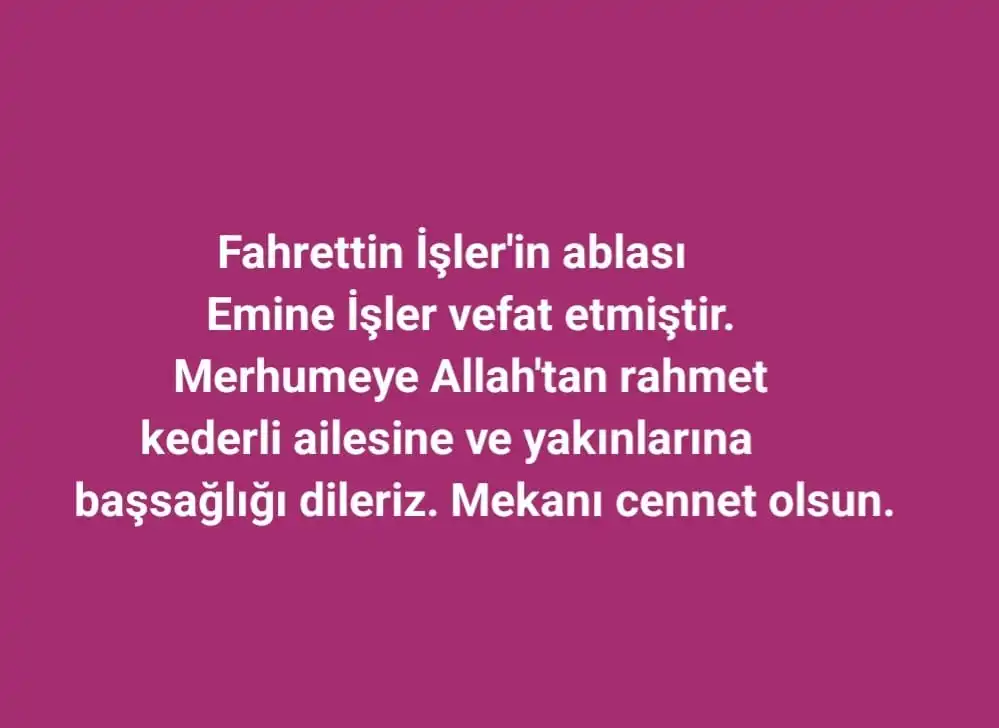 Fahrettin İşler'in ablası
Emine İşler vefat etmiştir.
Merhumeye Allah'tan rahmet
kederli ailesine ve yakınlarına
başsağlığı dileriz. Mekanı cennet olsun.